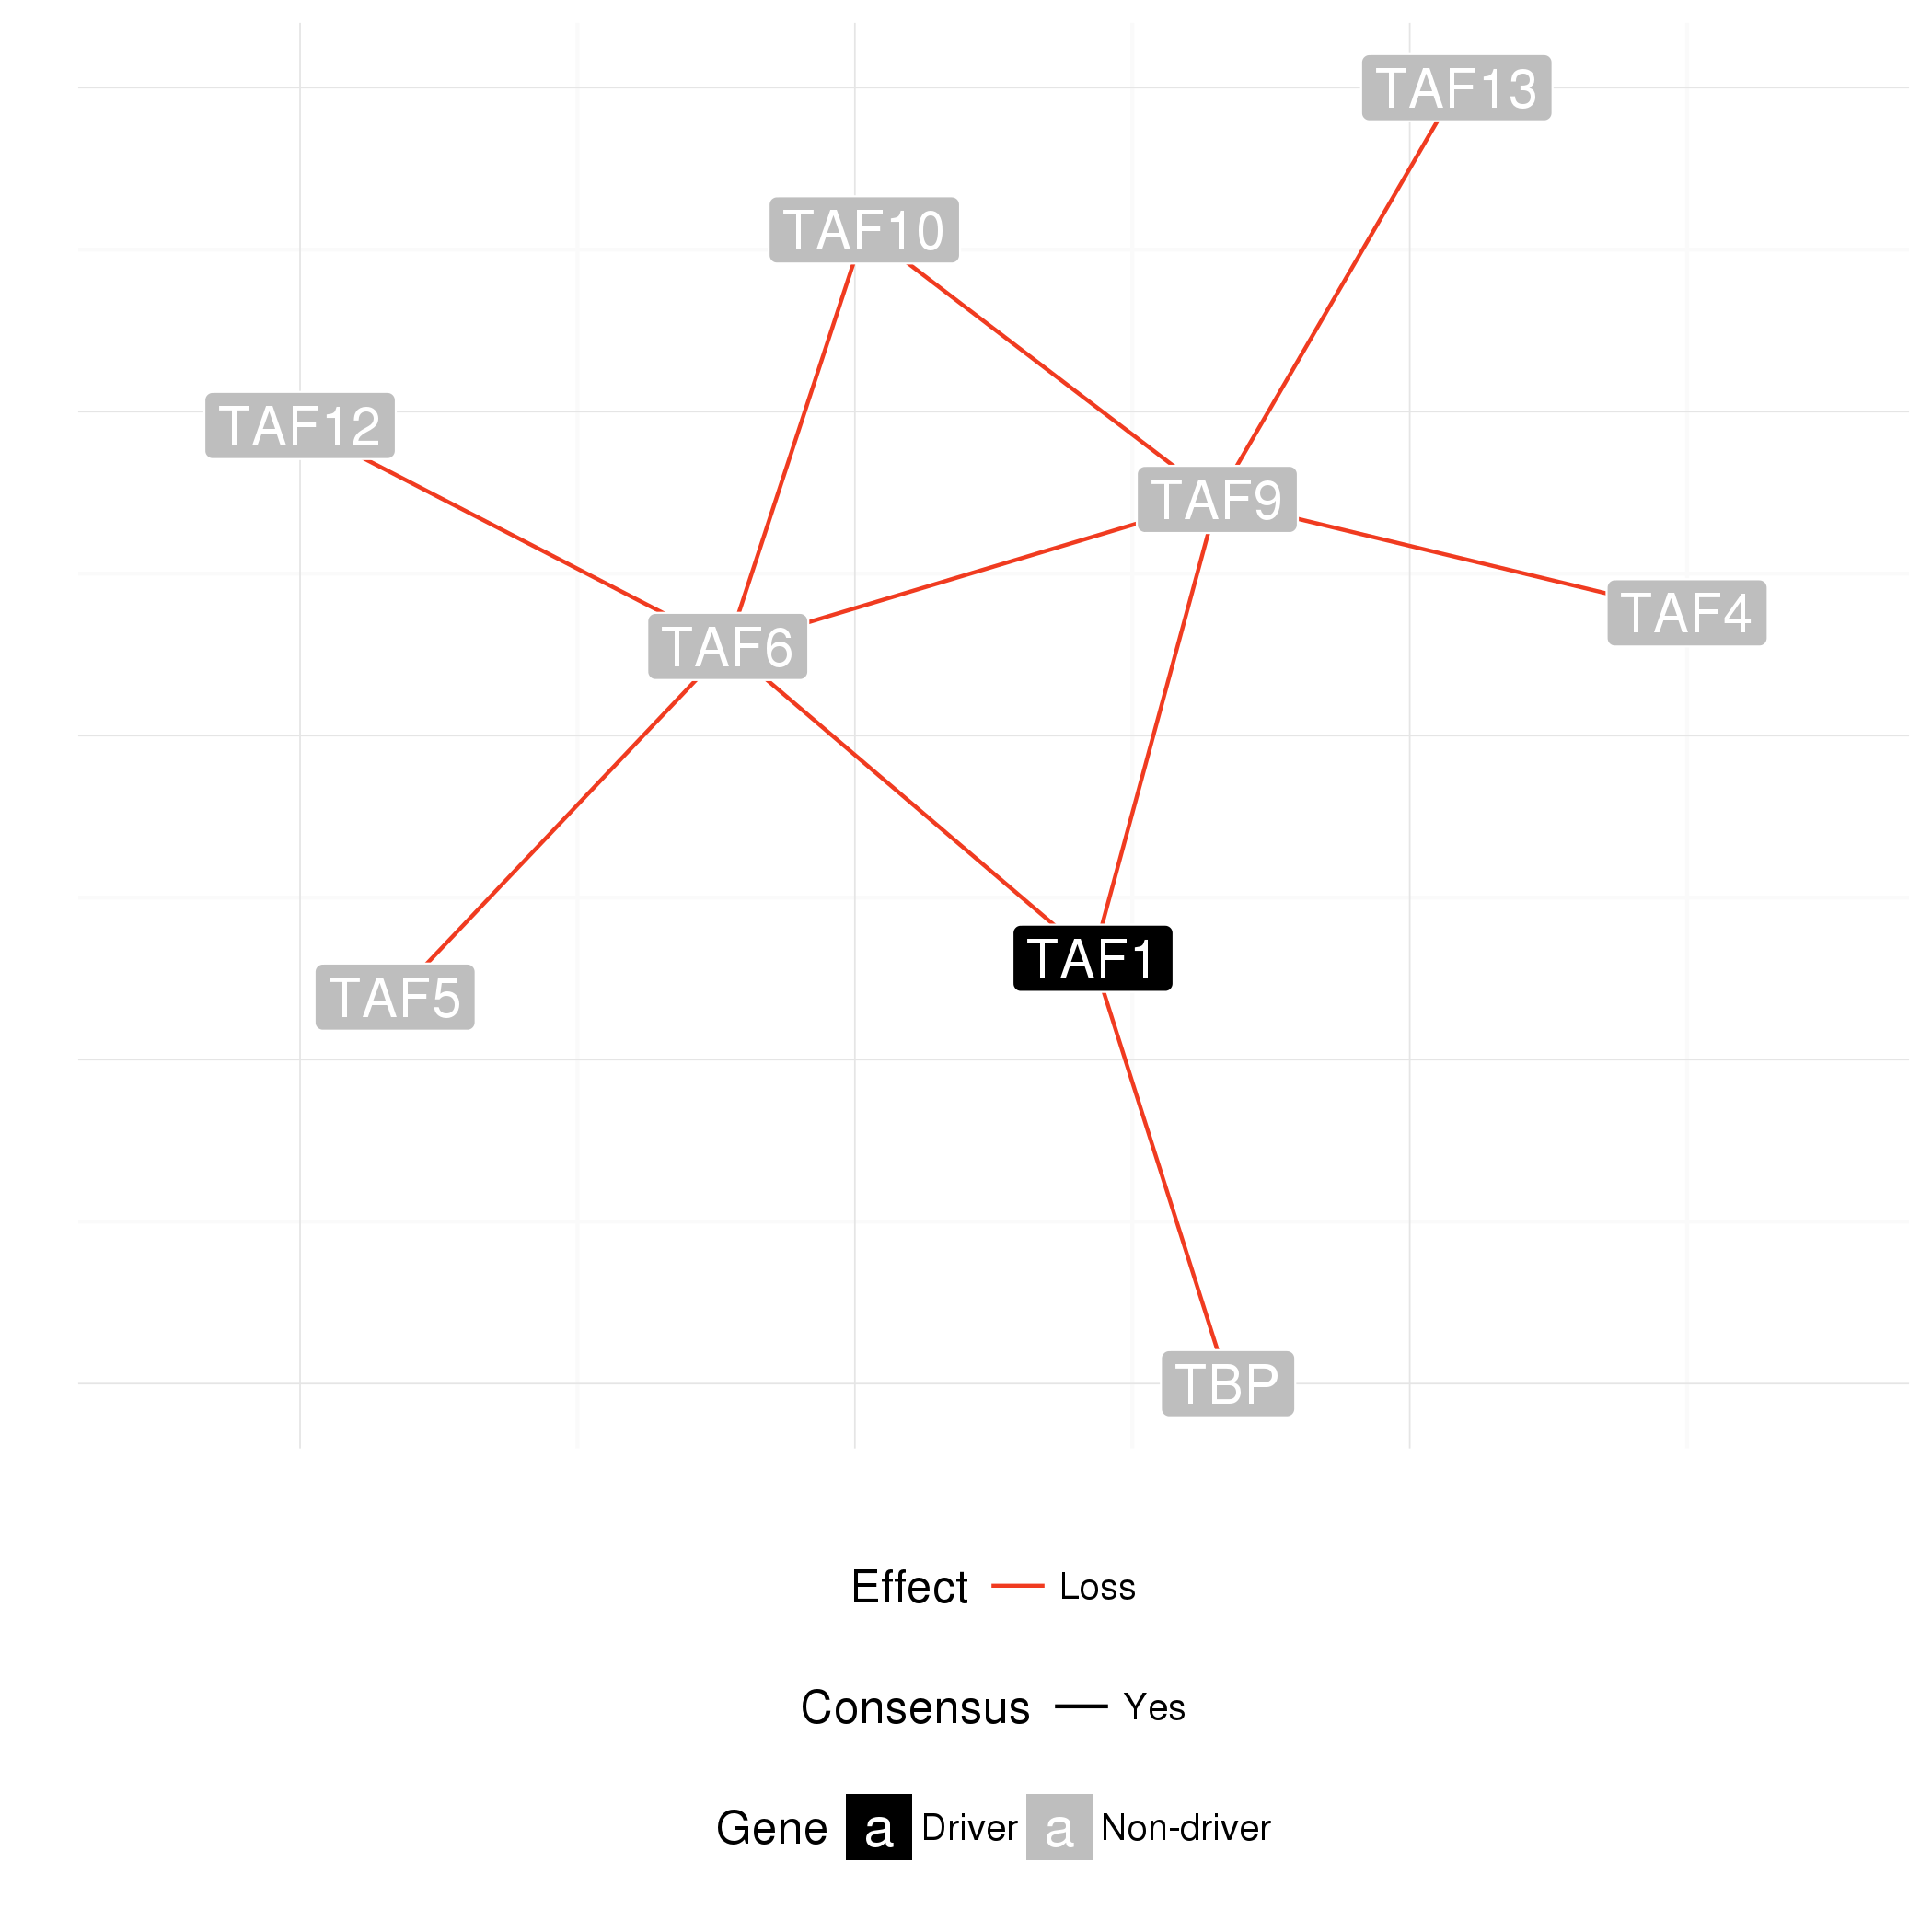 TAF13
TAF10
TAF12
TAF9
TAF4
TAF6
TAF1
TAF5
TBP
Effect Loss
Consensus Yes
Gene a Driver a Non-driver